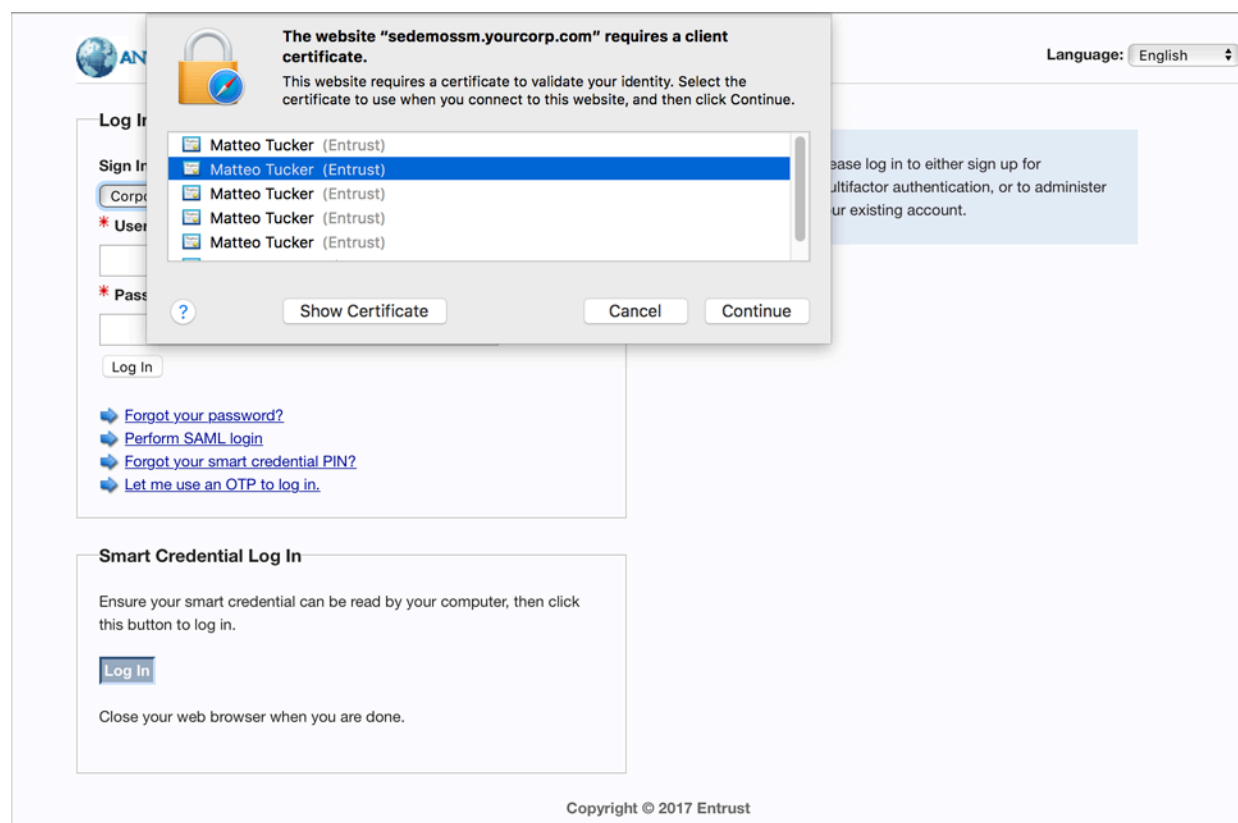 The website “sedemossm.yourcorp.com” requires a client
certificate.
This website requires a certificate to validate your identity. Select the
certificate to use when you connect to this website, and then click Continue.
AN
Language: English
Matteo Tucker (Entrust)
Matteo Tucker (Entrust)
Matteo Tucker (Entrust)
Matteo Tucker (Entrust)
Matteo Tucker (Entrust)
?
Show Certificate
Cancel
Continue
Log I
Sign In
Corpo
* User
* Pass
Log In
Forgot your password?
Perform SAML login
Forgot your smart credential PIN?
Let me use an OTP to log in.
ease log in to either sign up for
ultifactor authentication, or to administer
ur existing account.
Smart Credential Log In
Ensure your smart credential can be read by your computer, then click
this button to log in.
Log In
Close your web browser when you are done.
Copyright © 2017 Entrust